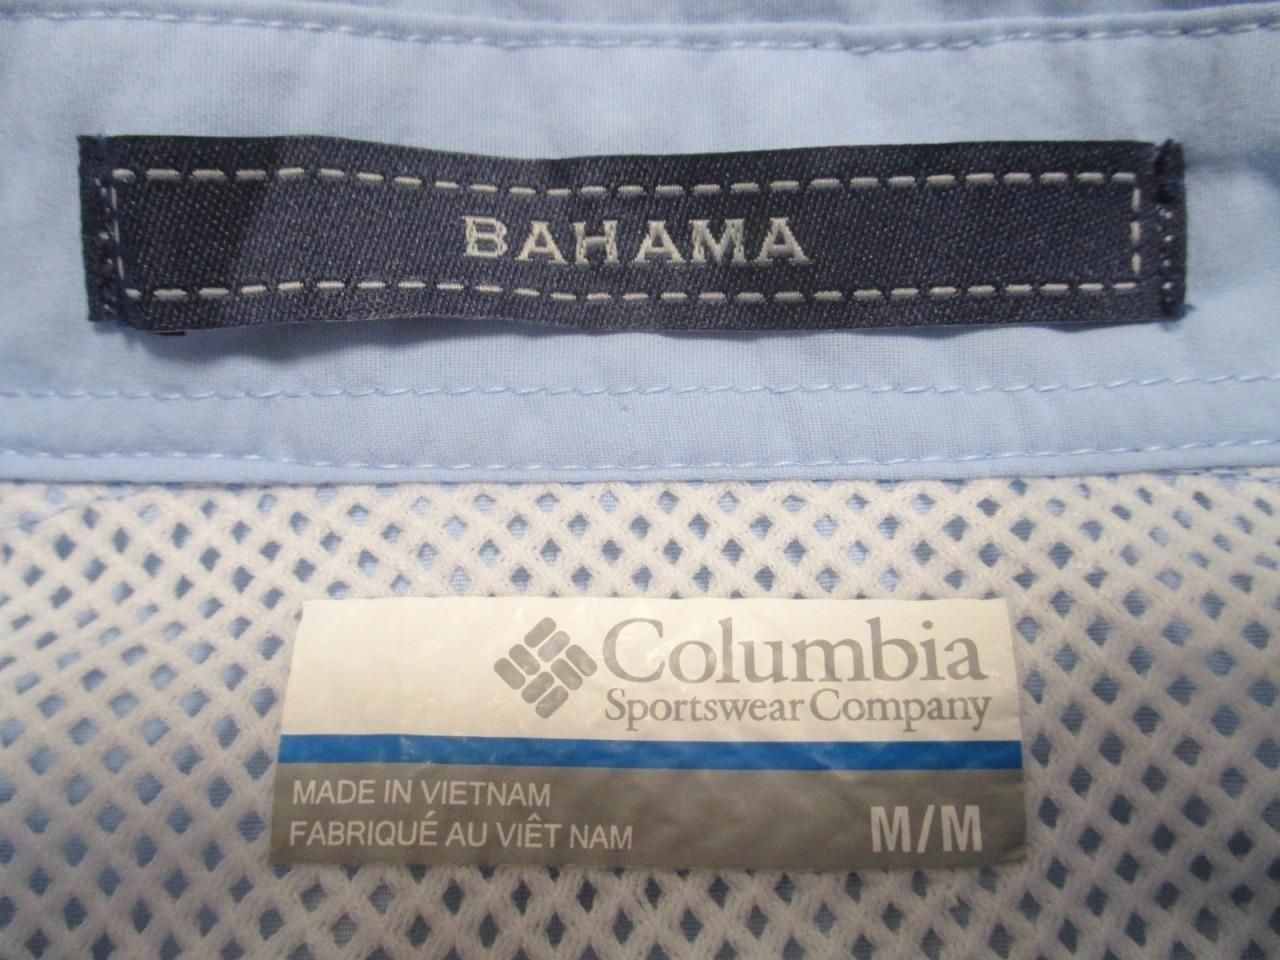 BAHAMA
Columbia
Sportswear Company
MADE IN VIETNAM
FABRIQUÉ AU VIÊT NAM
M/M